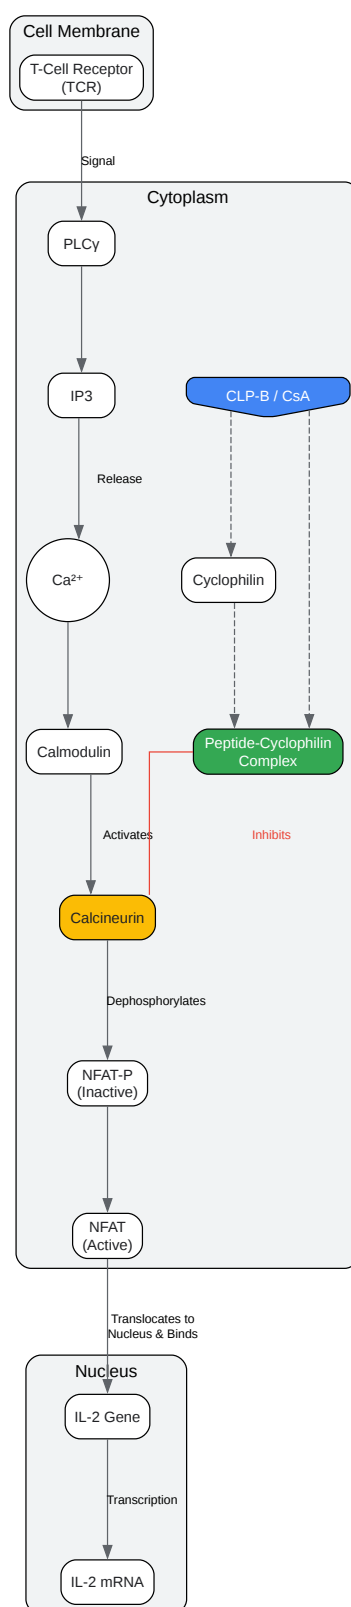 Cell Membrane
T-Cell Receptor
(TCR)
Signal
Cytoplasm
PLCγ
IP3
CLP-B / CsA
Release
Ca²⁺
Cyclophilin
Calmodulin
Peptide-Cyclophilin
Complex
Activates
Inhibits
Calcineurin
Dephosphorylates
NFAT-P
(Inactive)
NFAT
(Active)
Translocates to
Nucleus & Binds
Nucleus
IL-2 Gene
Transcription
IL-2 mRNA